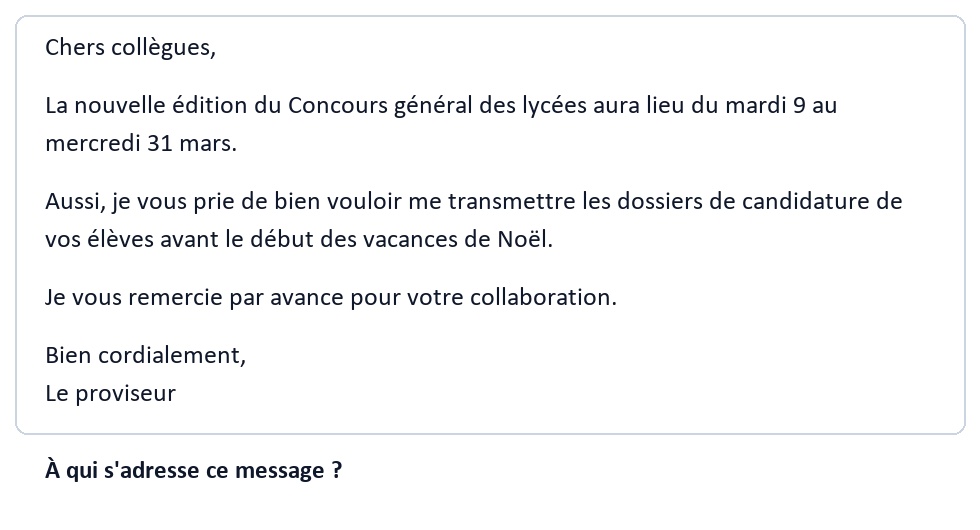 Chers collègues,
La nouvelle édition du Concours général des lycées aura lieu du mardi 9 au
mercredi 31 mars.
Aussi, je vous prie de bien vouloir me transmettre les dossiers de candidature de
vos élèves avant le début des vacances de Noël.
Je vous remercie par avance pour votre collaboration.
Bien cordialement,
Le proviseur
À qui s'adresse ce message ?